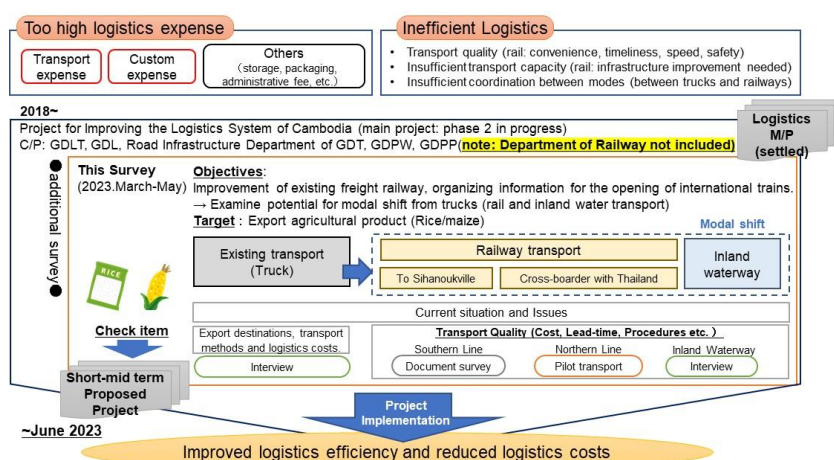 Too high logistics expense
Transport
expense
Custom
expense
Others
(storage, packaging,
administrative fee, etc.)
Inefficient Logistics
• Transport quality (rail: convenience, timeliness, speed, safety)
• Insufficient transport capacity (rail: infrastructure improvement needed)
• Insufficient coordination between modes (between trucks and railways)
2018~
Project for Improving the Logistics System of Cambodia (main project: phase 2 in progress)
C/P: GDLT, GDL, Road Infrastructure Department of GDT, GDPW, GDPP(note: Department of Railway not included)
Logistics
M/P
(settled)
additional survey
This Survey
(2023.March-May)
Objectives:
Improvement of existing freight railway, organizing information for the opening of international trains.
→ Examine potential for modal shift from trucks (rail and inland water transport)
Target : Export agricultural product (Rice/maize)
Modal shift
Existing transport
(Truck)
Railway transport
To Sihanoukville
Cross-boarder with Thailand
Inland
waterway
RICE
Current situation and Issues
Check item
Export destinations, transport
methods and logistics costs.
Interview
Transport Quality (Cost, Lead-time, Procedures etc. )
Southern Line
Document survey
Northern Line
Pilot transport
Inland Waterway
Interview
Short-mid term
Proposed
Project
~June 2023
Project
Implementation
Improved logistics efficiency and reduced logistics costs